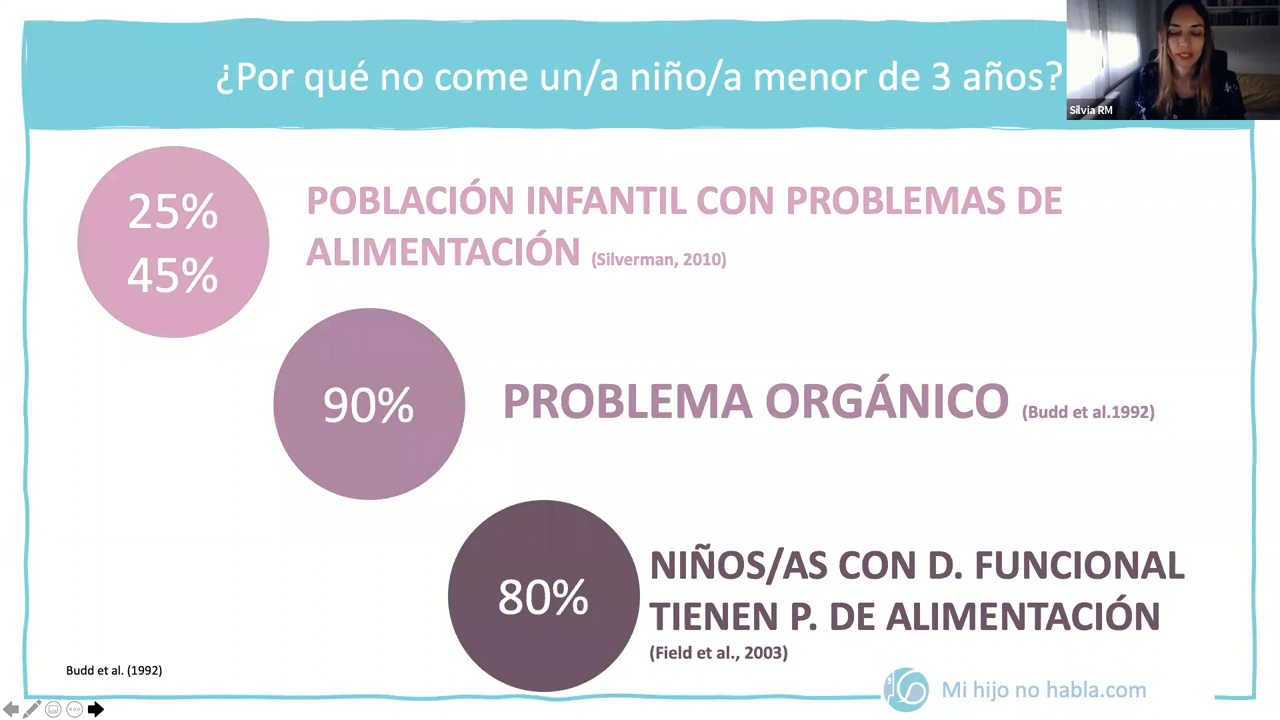 ¿Por qué no come un/a niño/a menor de 3 años?
Silvia RM
25%
45%
POBLACIÓN INFANTIL CON PROBLEMAS DE
ALIMENTACIÓN (Silverman, 2010)
90%
PROBLEMA ORGÁNICO (Budd et al.1992)
80%
NIÑOS/AS CON D. FUNCIONAL
TIENEN P. DE ALIMENTACIÓN
(Field et al., 2003)
Budd et al. (1992)
Mi hijo no habla.com